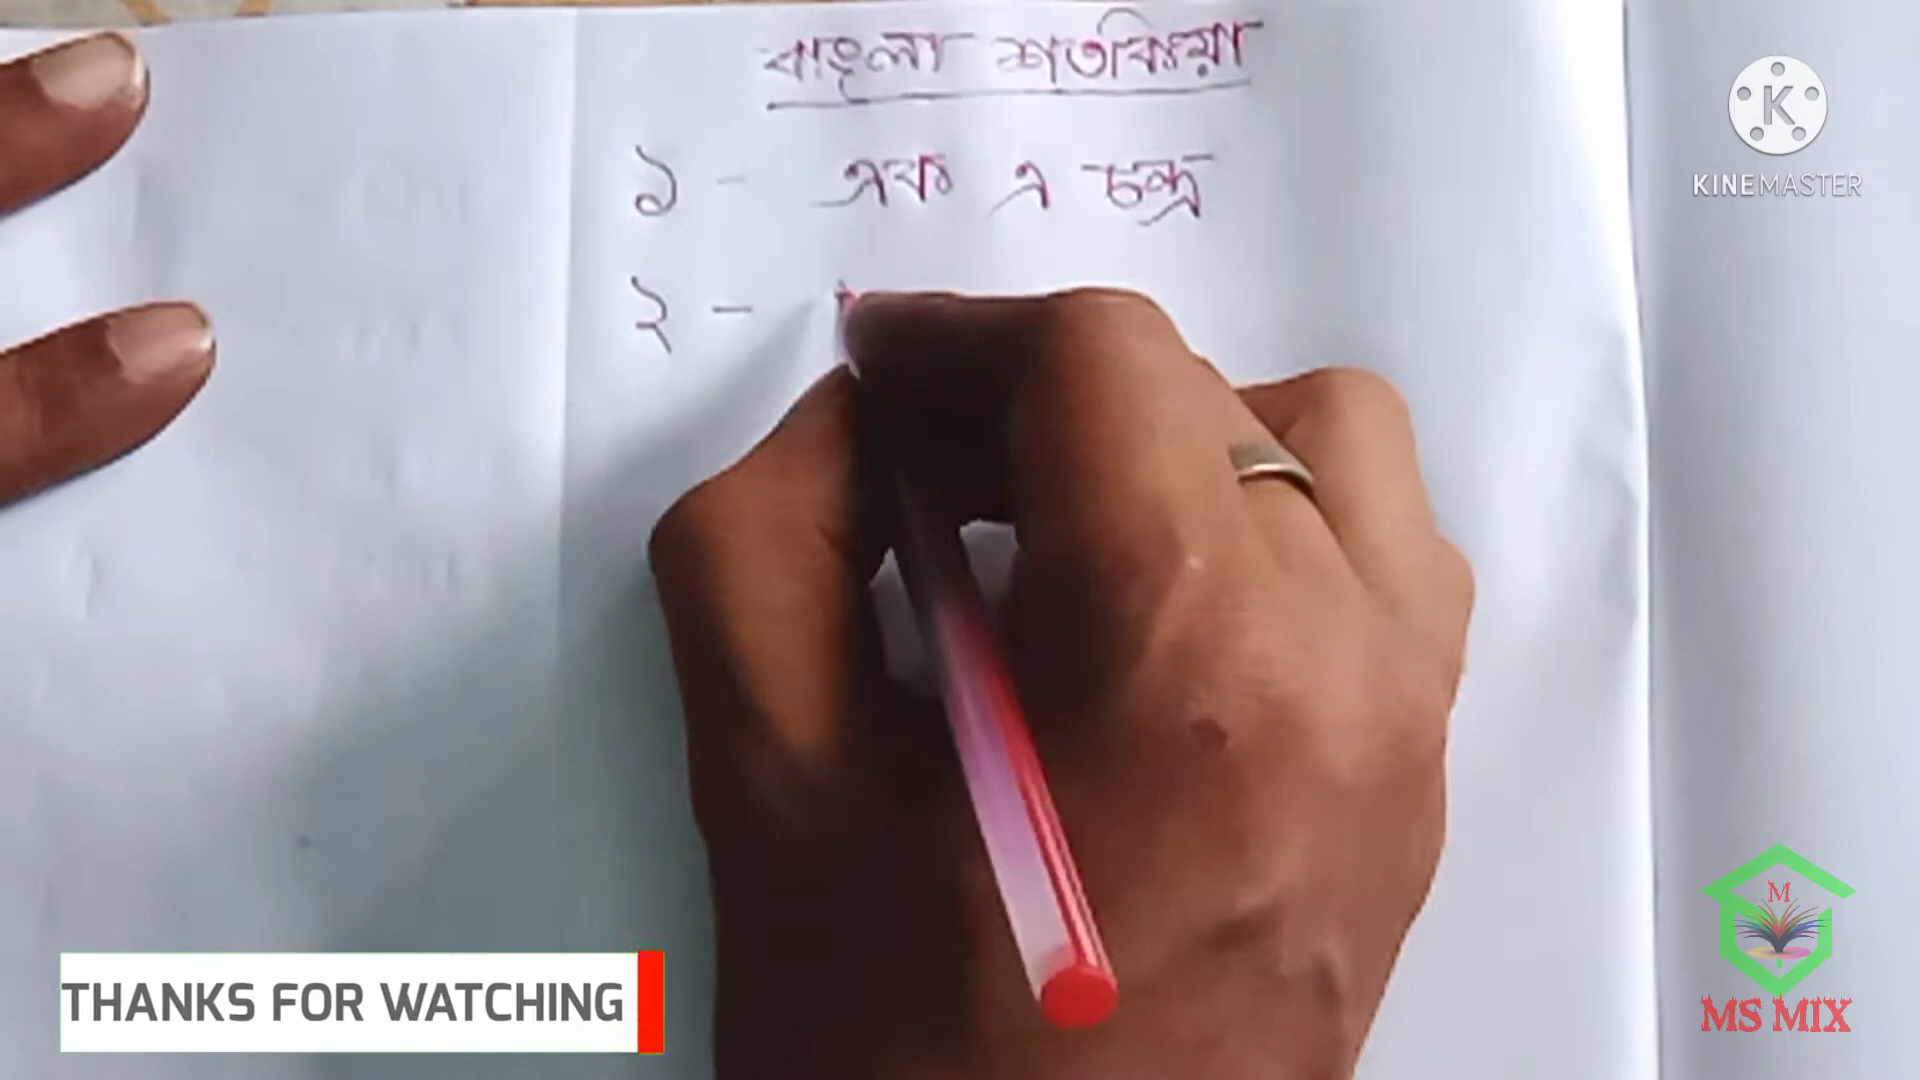 বাংলা শতকিয়া
K
KINEMASTER
১ - এক এ চন্দ্র
২ -
M
THANKS FOR WATCHING
MS MIX